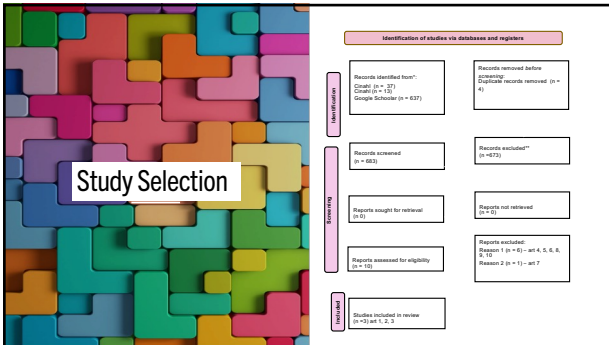 Study Selection
Identification of studies via databases and registers
Identification
Records identified from*:
Cinahl (n = 37)
Cinahl (n = 13)
Google Schoolar (n = 637)
Records removed before
screening:
Duplicate records removed (n =
4)
Screening
Records screened
(n = 683)
Records excluded**
(n =673)
Reports sought for retrieval
(n 0)
Reports not retrieved
(n = 0)
Reports assessed for eligibility
(n = 10)
Reports excluded:
Reason 1 (n = 6) – art 4, 5, 6, 8,
9, 10
Reason 2 (n = 1) – art 7
Included
Studies included in review
(n =3) art 1, 2, 3